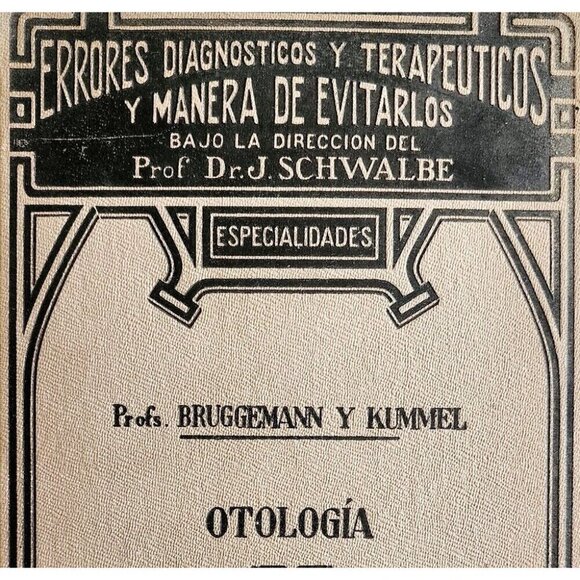 ERRORES DIAGNOSTICOS Y TERAPEUTICOS
Y MANERA DE EVITARLOS
BAJO LA DIRECCION DEL
Prof Dr. J. SCHWALBE
ESPECIALIDADES
Profs. BRUGGEMANN Y KUMMEL
OTOLOGÍA